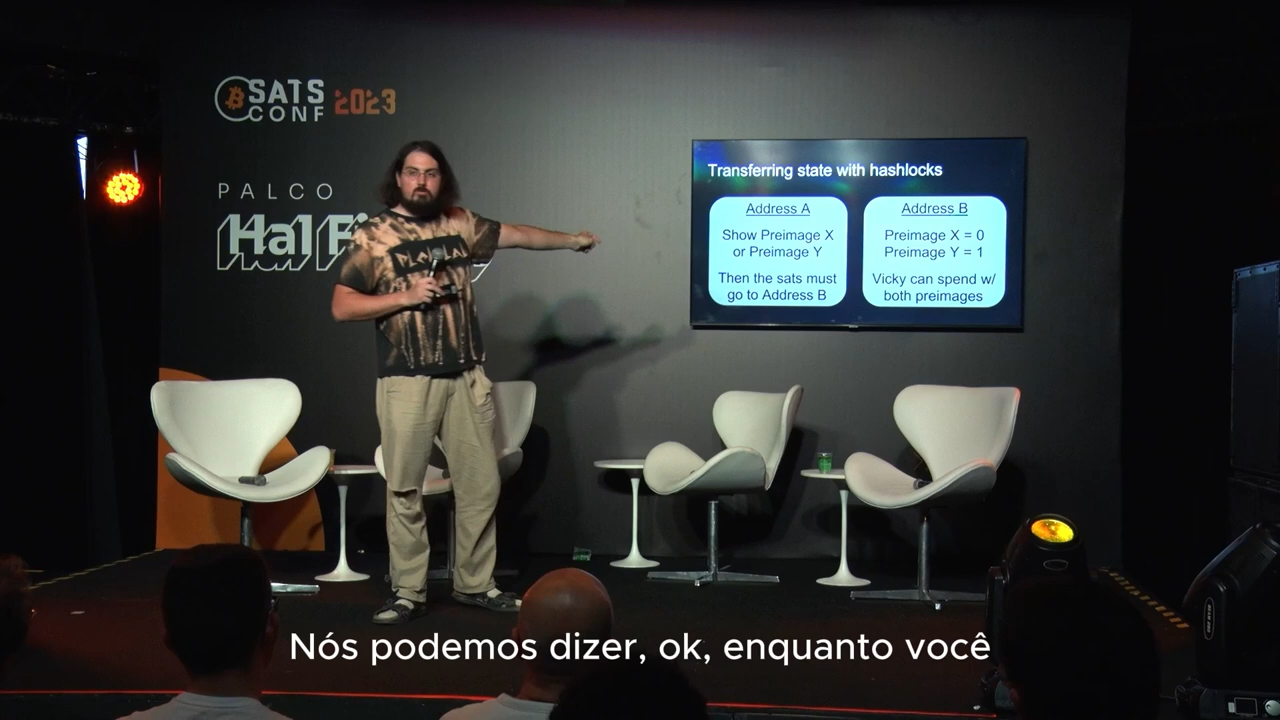 SATS
CONF 2023
PALCO
Hal
Transferring state with hashlocks
Address A
Show Preimage X
or Preimage Y
Then the sats must
go to Address B
Address B
Preimage X = 0
Preimage Y = 1
Vicky can spend w/
both preimages
Nós podemos dizer, ok, enquanto você